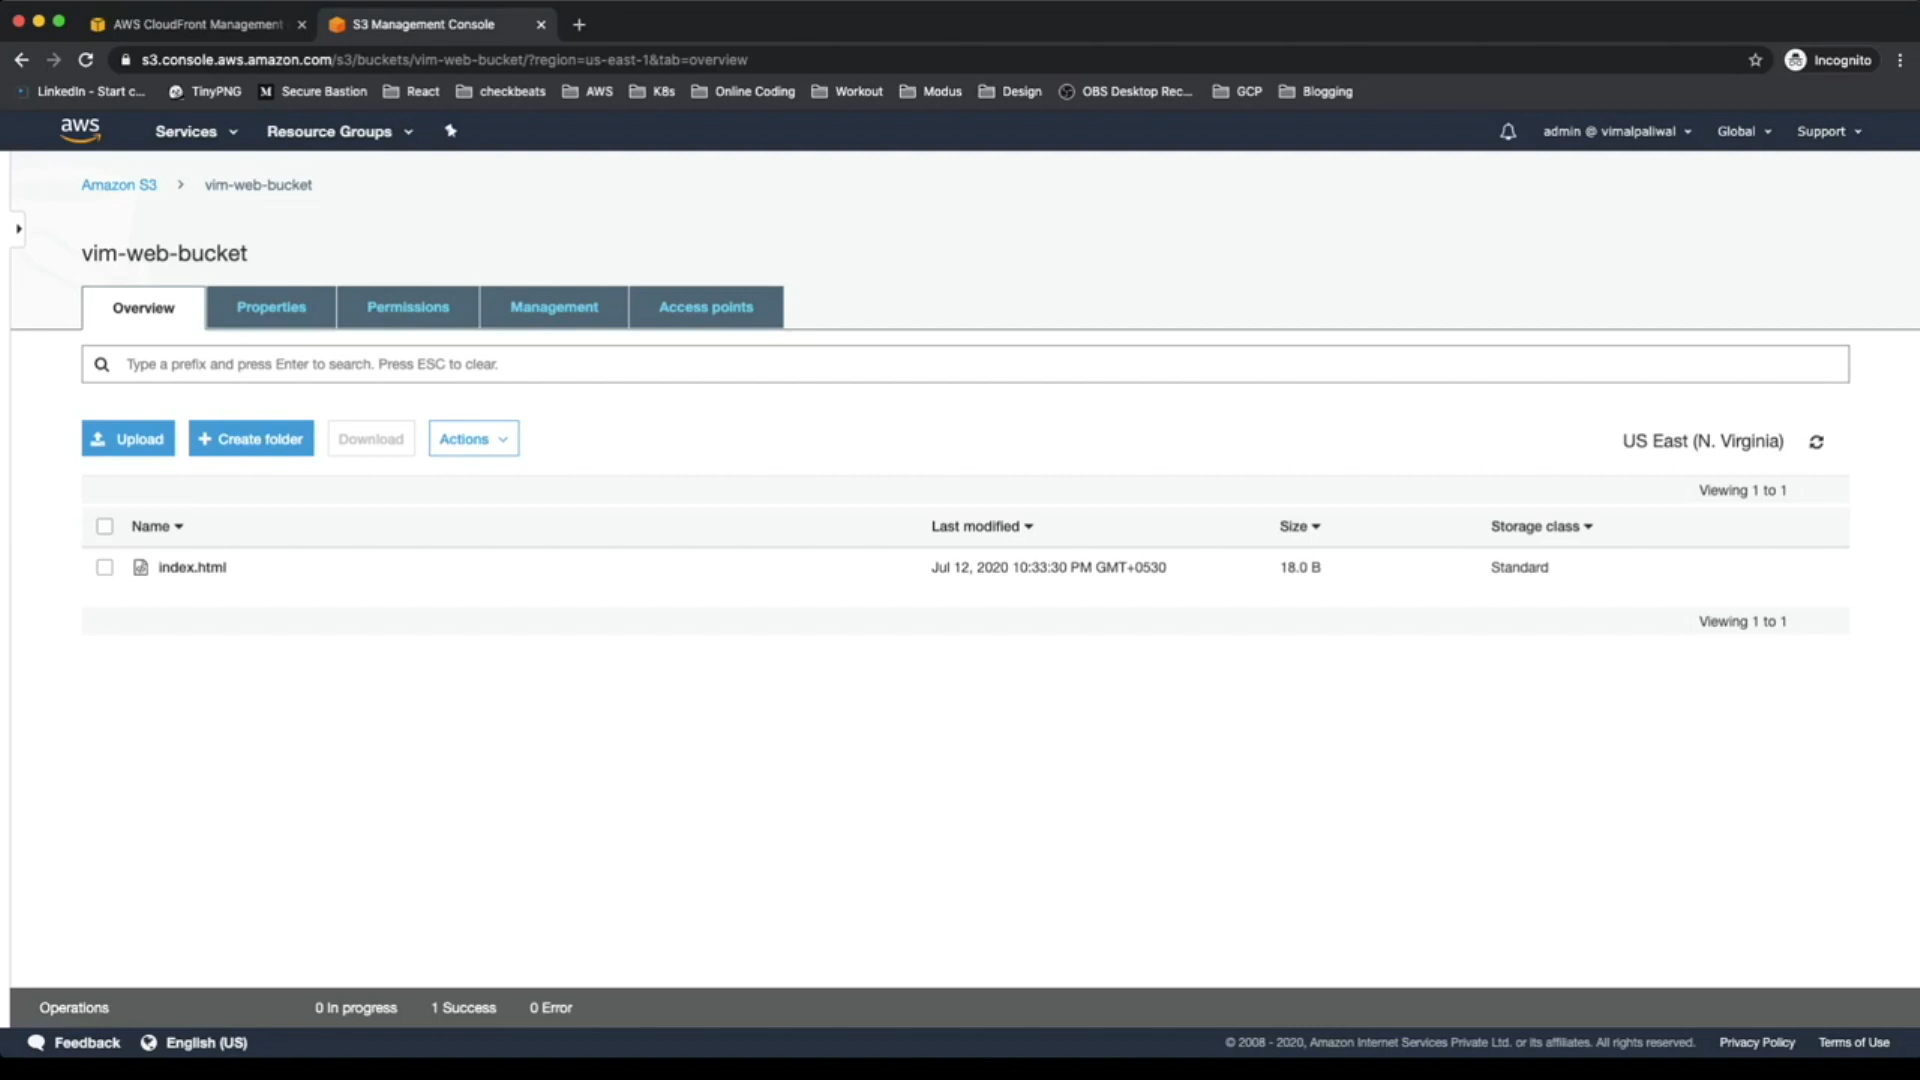 AWS CloudFront Management
S3 Management Console
s3.console.aws.amazon.com/s3/buckets/vim-web-bucket/?region=us-east-1&tab=overview
Incognito
LinkedIn - Start c...
TinyPNG
M
Secure Bastion
React
checkbeats
AWS
K8s
Online Coding
Workout
Modus
Design
OBS Desktop Rec...
GCP
Blogging
aws
Services
Resource Groups
admin @ vimalpaliwal
Global
Support
Amazon S3 > vim-web-bucket
vim-web-bucket
Overview
Properties
Permissions
Management
Access points
Type a prefix and press Enter to search. Press ESC to clear.
Upload
+ Create folder
Download
Actions
US East (N. Virginia)
Viewing 1 to 1
Name
Last modified
Size
Storage class
index.html
Jul 12, 2020 10:33:30 PM GMT+0530
18.0 B
Standard
Viewing 1 to 1
Operations
0 In progress
1 Success
0 Error
Feedback
English (US)
© 2008 - 2020, Amazon Internet Services Private Ltd. or its affiliates. All rights reserved.
Privacy Policy
Terms of Use